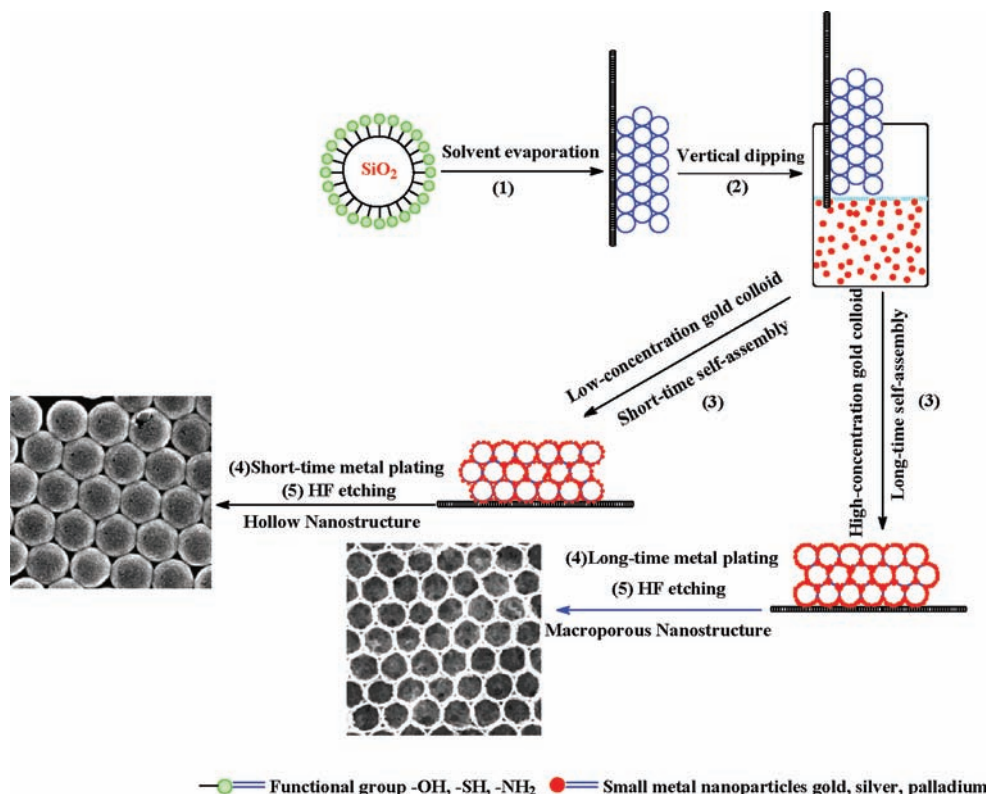 SiO2
Solvent evaporation
(1)
Vertical dipping
(2)
Low-concentration gold colloid
Short-time self-assembly
(3)
High-concentration gold colloid
Long-time self-assembly
(3)
(4)Short-time metal plating
(5) HF etching
Hollow Nanostructure
(4)Long-time metal plating
(5) HF etching
Macroporous Nanostructure
Functional group -OH, -SH, -NH2
Small metal nanoparticles gold, silver, palladium